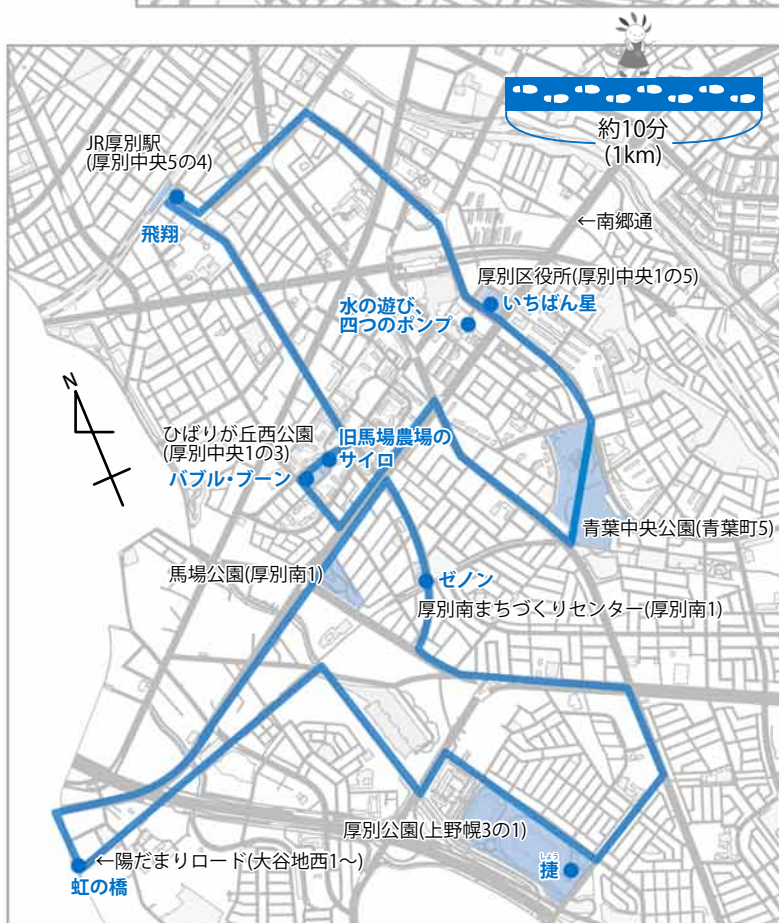 約10分
(1km)
JR厚別駅
(厚別中央5の4)
飛翔
←南郷通
厚別区役所(厚別中央1の5)
いちばん星
水の遊び、
四つのポンプ
N
ひばりが丘西公園
(厚別中央1の3)
旧馬場農場の
サイロ
バブル・ブーン
青葉中央公園(青葉町5)
馬場公園(厚別南1)
ゼノン
厚別南まちづくりセンター(厚別南1)
厚別公園(上野幌3の1)
しょう
捷
←陽だまりロード(大谷地西1～)
虹の橋